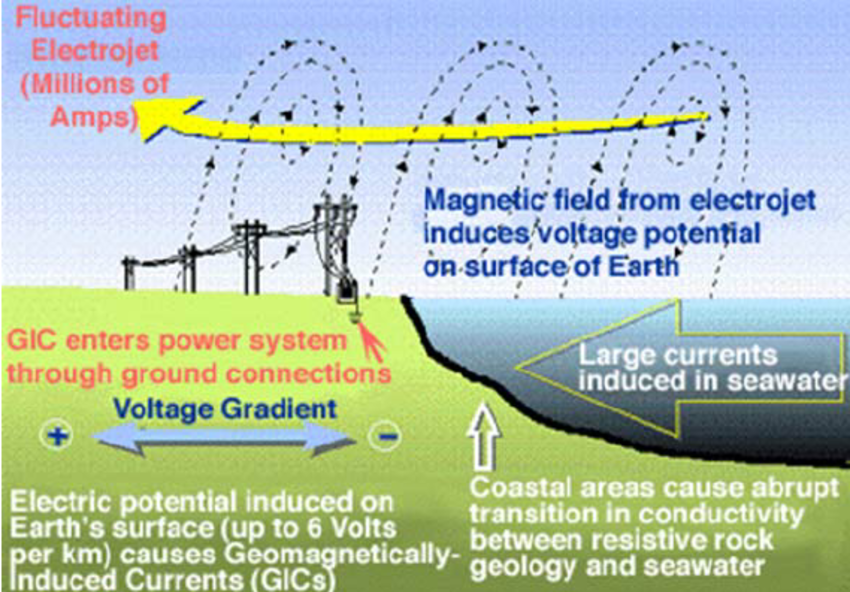 Fluctuating
Electrojet
(Millions of
Amps)
Magnetic field from electrojet
induces voltage potential
on surface of Earth
GIC enters power system
through ground connections
Large currents
induced in seawater
Voltage Gradient
+
−
Electric potential induced on
Earth's surface (up to 6 Volts
per km) causes Geomagnetically-
Induced Currents (GICs)
Coastal areas cause abrupt
transition in conductivity
between resistive rock
geology and seawater